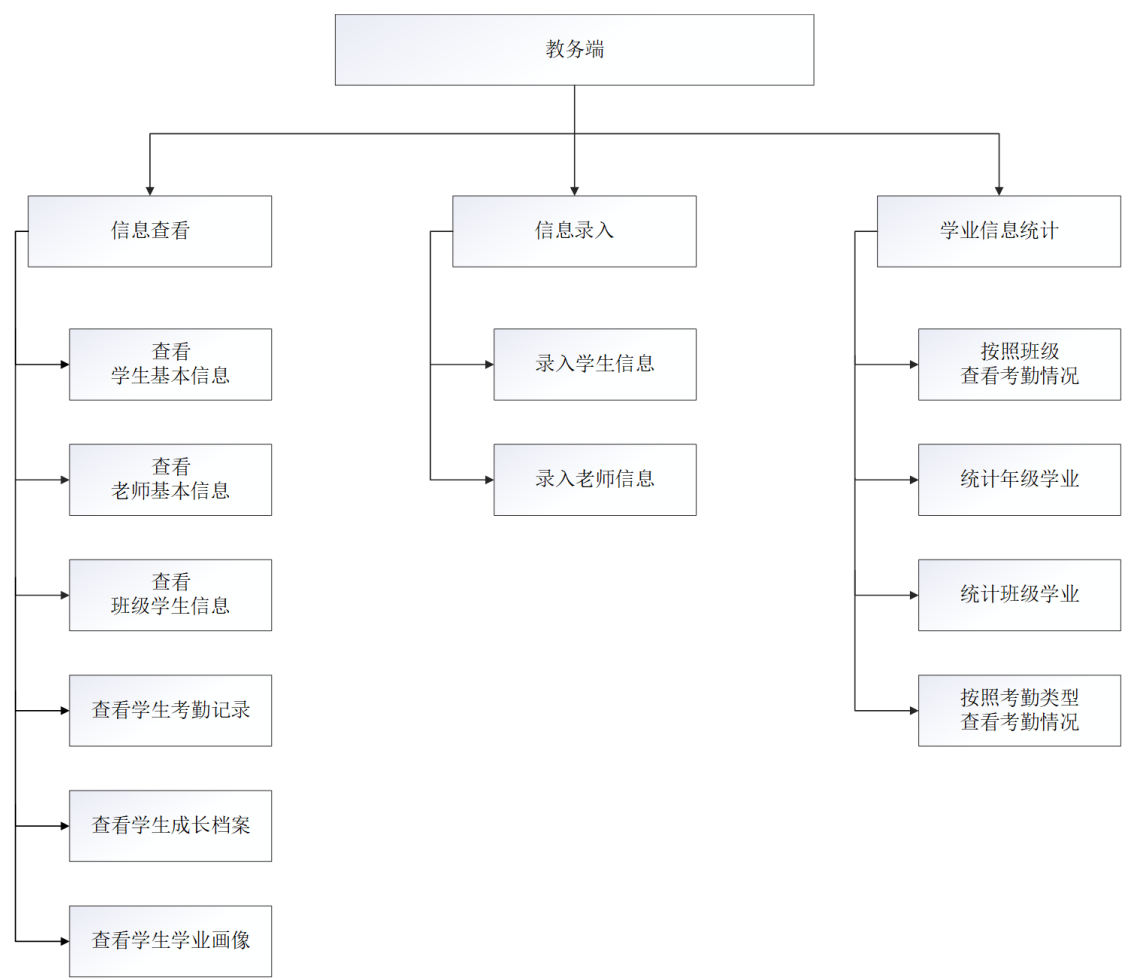 教务端
信息查看
查看
学生基本信息
查看
老师基本信息
查看
班级学生信息
查看学生考勤记录
查看学生成长档案
查看学生学业画像
信息录入
录入学生信息
录入老师信息
学业信息统计
按照班级
查看考勤情况
统计年级学业
统计班级学业
按照考勤类型
查看考勤情况